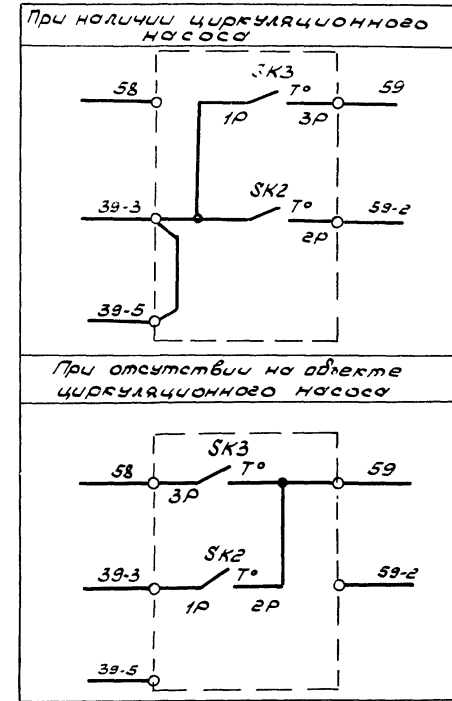 При наличии циркуляционного
насоса
SK3
58 T° 59
1P 3P
SK2
39-3 T° 59-2
2P
39-5
При отсутствии на объекте
циркуляционного насоса
SK3
58 T° 59
3P
SK2
39-3 T° 59-2
1P 2P
39-5